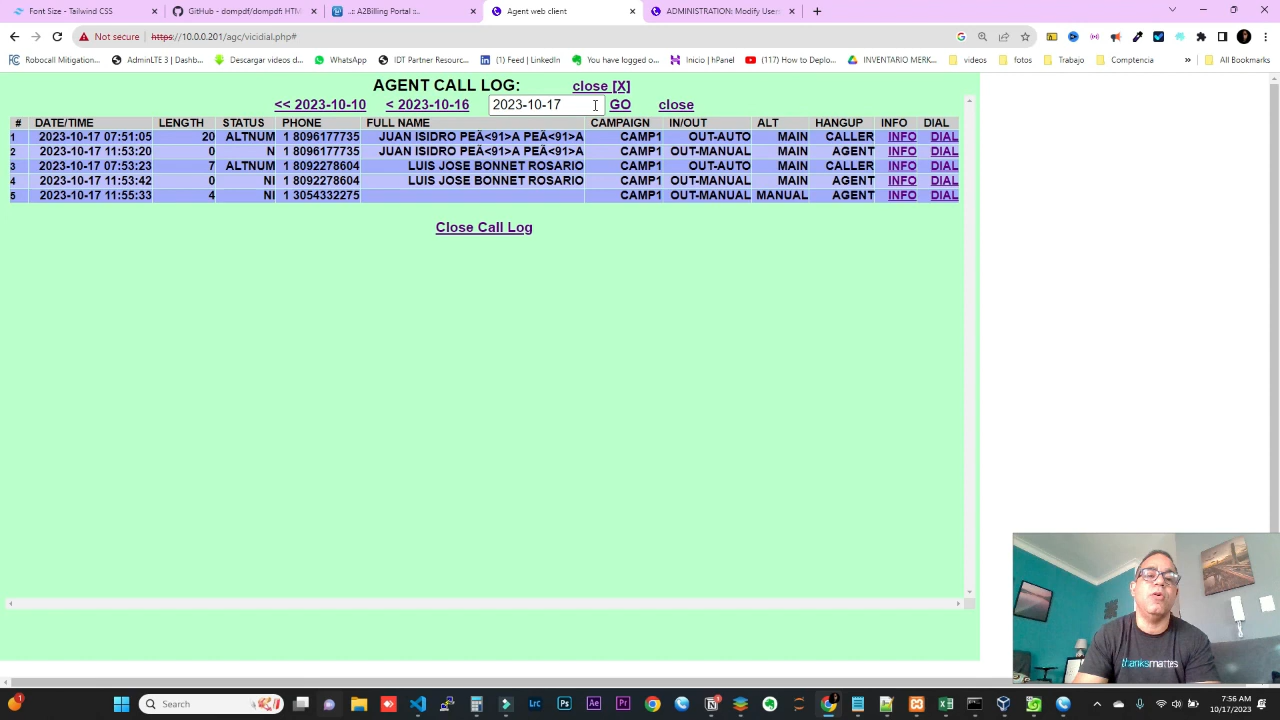 Font Size - Tailwind CSS
GitHub - dompdf/dompdf: HTM
..:: A2Billing Portal ::..
Agent web client
ADMINISTRATION: Modify User
Not secure
https://10.0.0.201/agc/vicidial.php#
Robocall Mitigatio...
AdminLTE 3 | Dashb...
Descargar videos g...
WhatsApp
IDT Partner Resourc...
(1) Feed | LinkedIn
You have logged o...
Inicio | hPanel
(117) How to Deplo...
INVENTARIO MERK...
videos
fotos
Trabajo
Comptencia
»
All Bookmarks
AGENT CALL LOG: close [X]
<< 2023-10-10 < 2023-10-16 2023-10-17 GO close
# DATE/TIME LENGTH STATUS PHONE FULL NAME CAMPAIGN IN/OUT ALT HANGUP INFO DIAL
1 2023-10-17 07:51:05 20 ALTNUM 1 8096177735 JUAN ISIDRO PEÃ<91>A PEÃ<91>A CAMP1 OUT-AUTO MAIN CALLER INFO DIAL
2 2023-10-17 11:53:20 0 N 1 8096177735 JUAN ISIDRO PEÃ<91>A PEÃ<91>A CAMP1 OUT-MANUAL MAIN AGENT INFO DIAL
3 2023-10-17 07:53:23 7 ALTNUM 1 8092278604 LUIS JOSE BONNET ROSARIO CAMP1 OUT-AUTO MAIN CALLER INFO DIAL
4 2023-10-17 11:53:42 0 NI 1 8092278604 LUIS JOSE BONNET ROSARIO CAMP1 OUT-MANUAL MAIN AGENT INFO DIAL
5 2023-10-17 11:55:33 4 NI 1 3054332275 CAMP1 OUT-MANUAL MANUAL AGENT INFO DIAL
Close Call Log
thanksmattes
Search
7:56 AM
10/17/2023